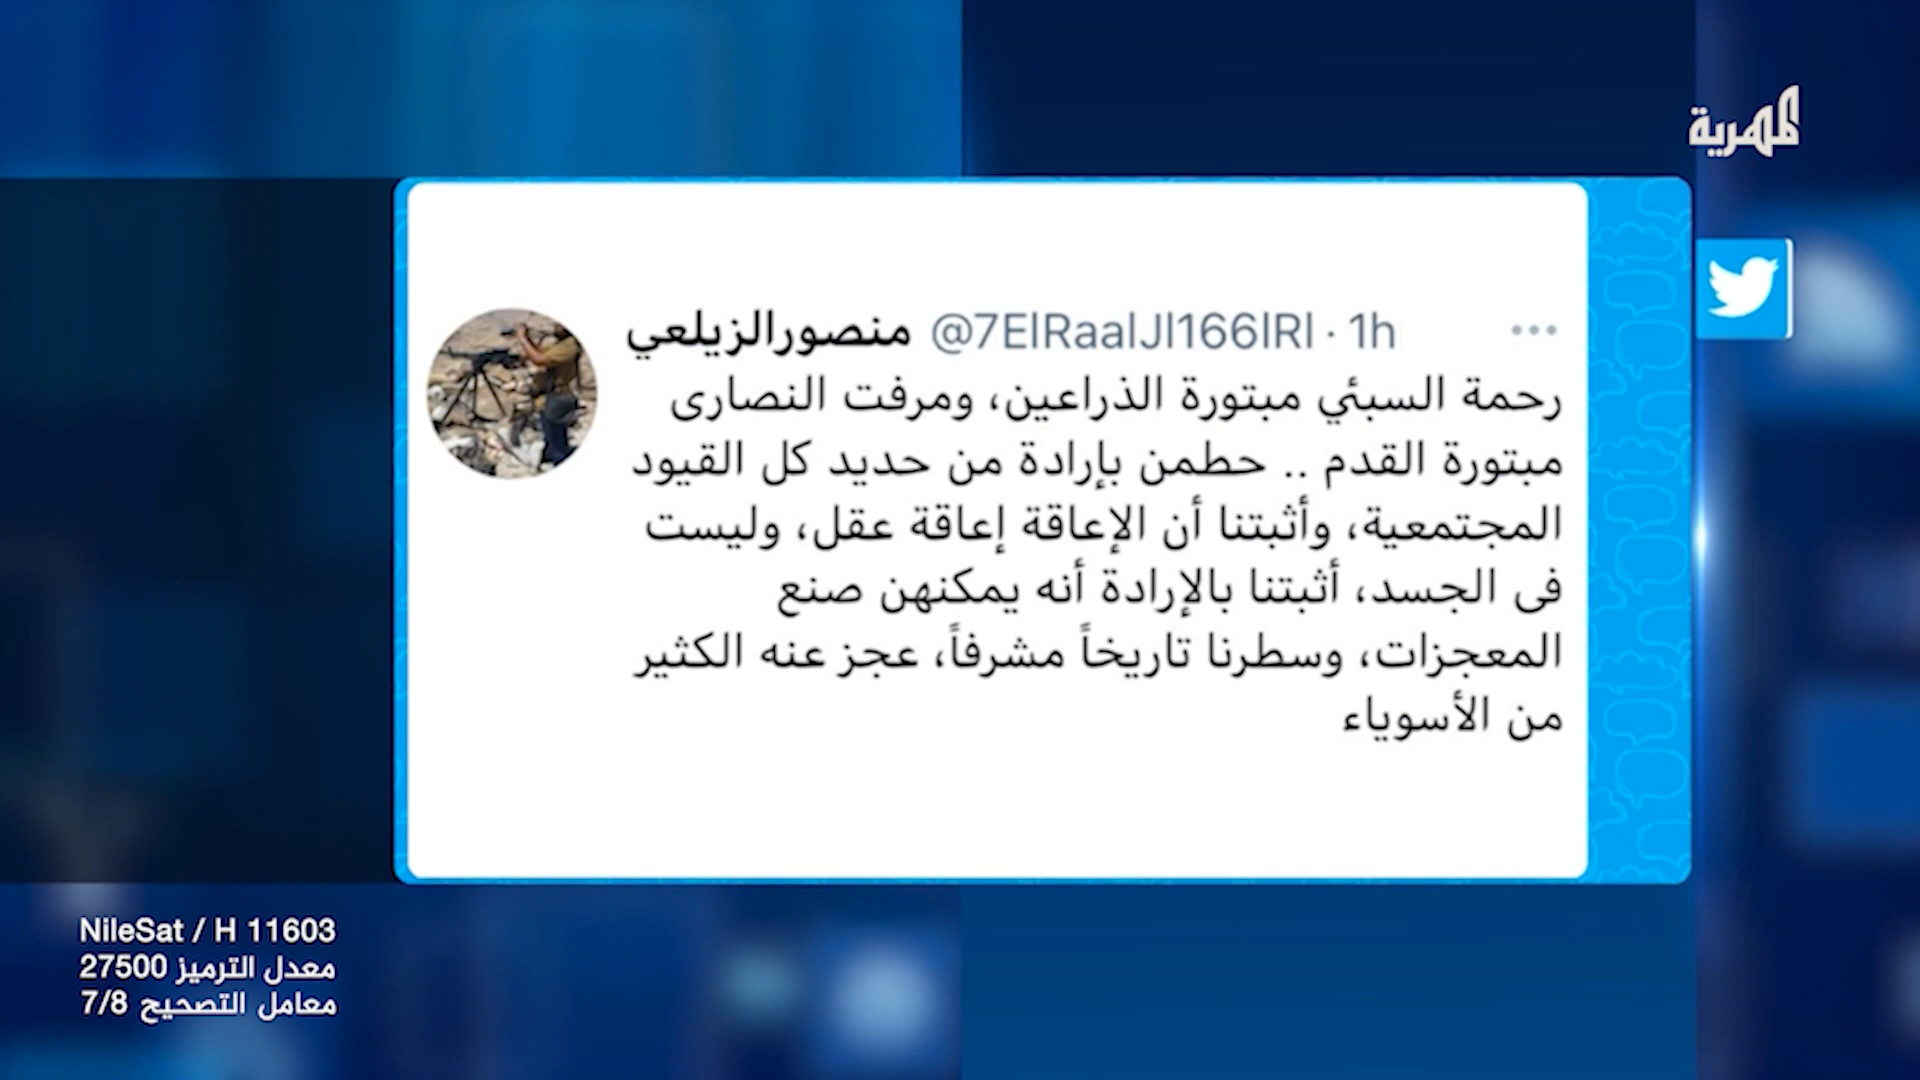 المهرية
منصورالزيلعي @7ElRaalJl166lRl · 1h
رحمة السبئي مبتورة الذراعين، ومرفت النصارى
مبتورة القدم .. حطمن بإرادة من حديد كل القيود
المجتمعية، وأثبتنا أن الإعاقة إعاقة عقل، وليست
فى الجسد، أثبتنا بالإرادة أنه يمكنهن صنع
المعجزات، وسطرنا تاريخاً مشرفاً، عجز عنه الكثير
من الأسوياء
NileSat / H 11603
معدل الترميز 27500
معامل التصحيح 7/8